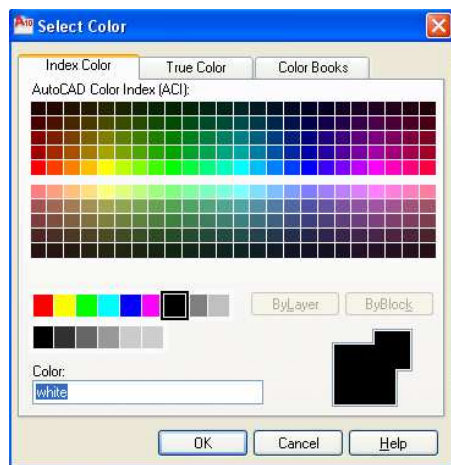 A10 Select Color
Index Color True Color Color Books
AutoCAD Color Index (ACI):
ByLayer ByBlock
Color:
white
OK Cancel Help